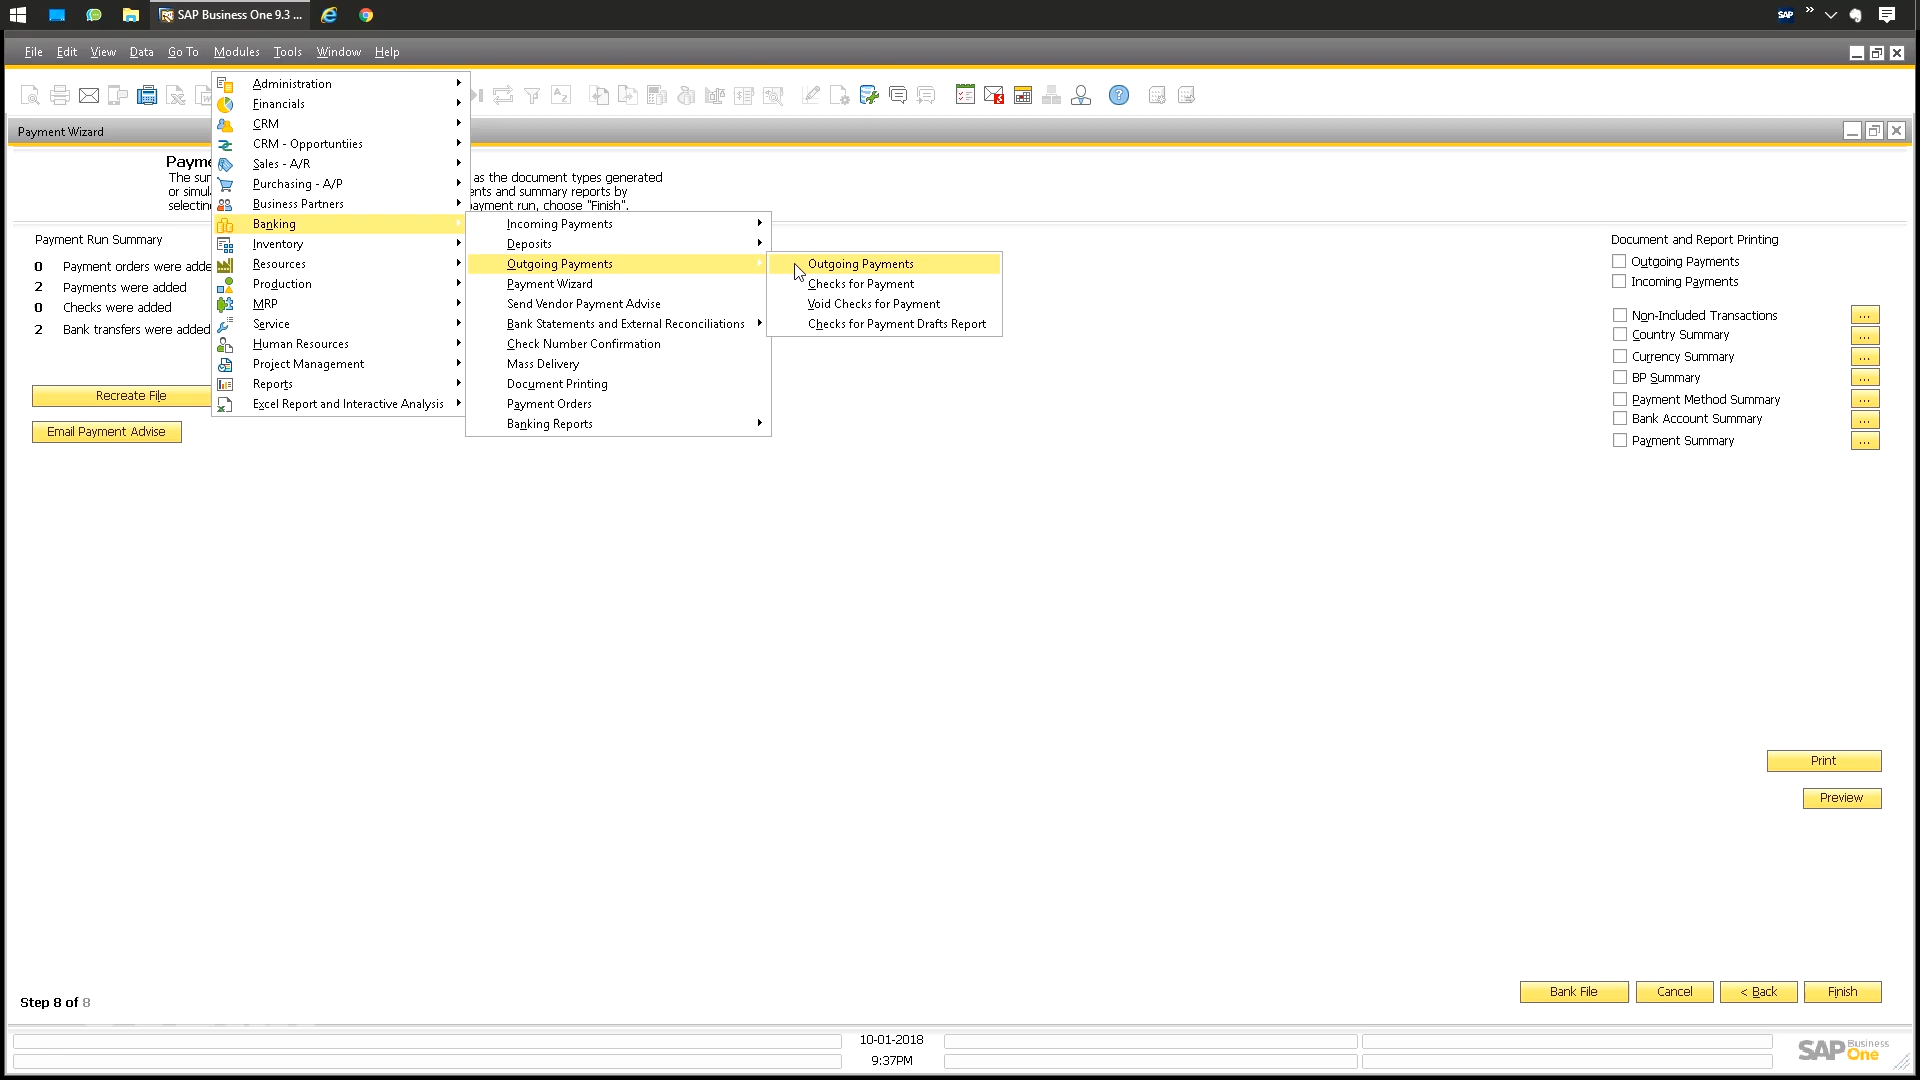 SAP Business One 9.3 ...
SAP
File Edit View Data Go To Modules Tools Window Help
Payment Wizard
Payme
The sur as the document types generated
or simul ents and summary reports by
selectin payment run, choose "Finish".
Administration
Financials
CRM
CRM - Opportuntiies
Sales - A/R
Purchasing - A/P
Business Partners
Banking
Inventory
Resources
Production
MRP
Service
Human Resources
Project Management
Reports
Excel Report and Interactive Analysis
Incoming Payments
Deposits
Outgoing Payments
Payment Wizard
Send Vendor Payment Advise
Bank Statements and External Reconciliations
Check Number Confirmation
Mass Delivery
Document Printing
Payment Orders
Banking Reports
Outgoing Payments
Checks for Payment
Void Checks for Payment
Checks for Payment Drafts Report
Payment Run Summary
0 Payment orders were adde
2 Payments were added
0 Checks were added
2 Bank transfers were added
Recreate File
Email Payment Advise
Document and Report Printing
Outgoing Payments
Incoming Payments
Non-Included Transactions ...
Country Summary ...
Currency Summary ...
BP Summary ...
Payment Method Summary ...
Bank Account Summary ...
Payment Summary ...
Print
Preview
Step 8 of 8
Bank File Cancel < Back Finish
10-01-2018
9:37PM
SAP Business One